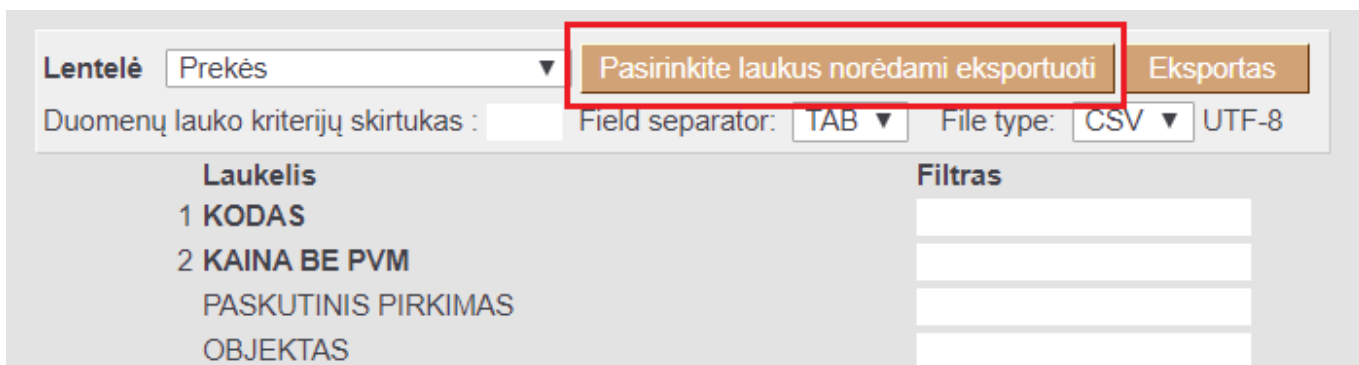 Lentelė Prekės ▼ Pasirinkite laukus norėdami eksportuoti Eksportas
Duomenų lauko kriterijų skirtukas : Field separator: TAB ▼ File type: CSV ▼ UTF-8
Laukelis Filtras
1 KODAS
2 KAINA BE PVM
PASKUTINIS PIRKIMAS
OBJEKTAS